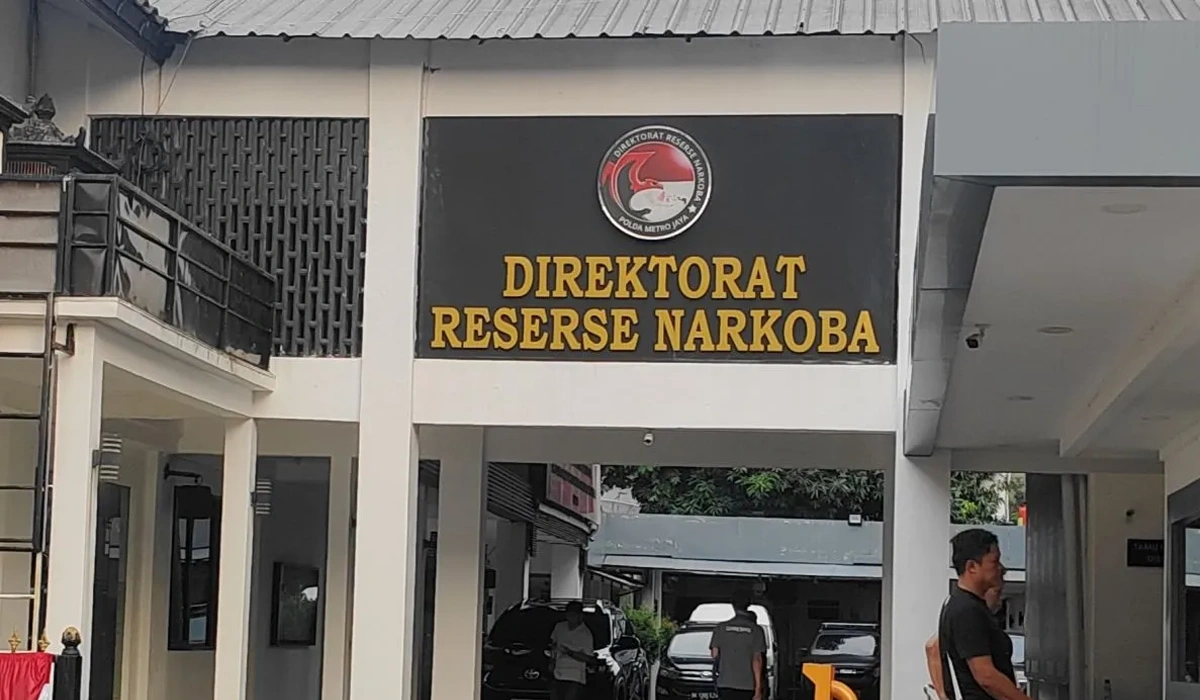 DIREKTORAT RESERSE NARKOBA
POLDA METRO JAYA
DIREKTORAT
RESERSE NARKOBA